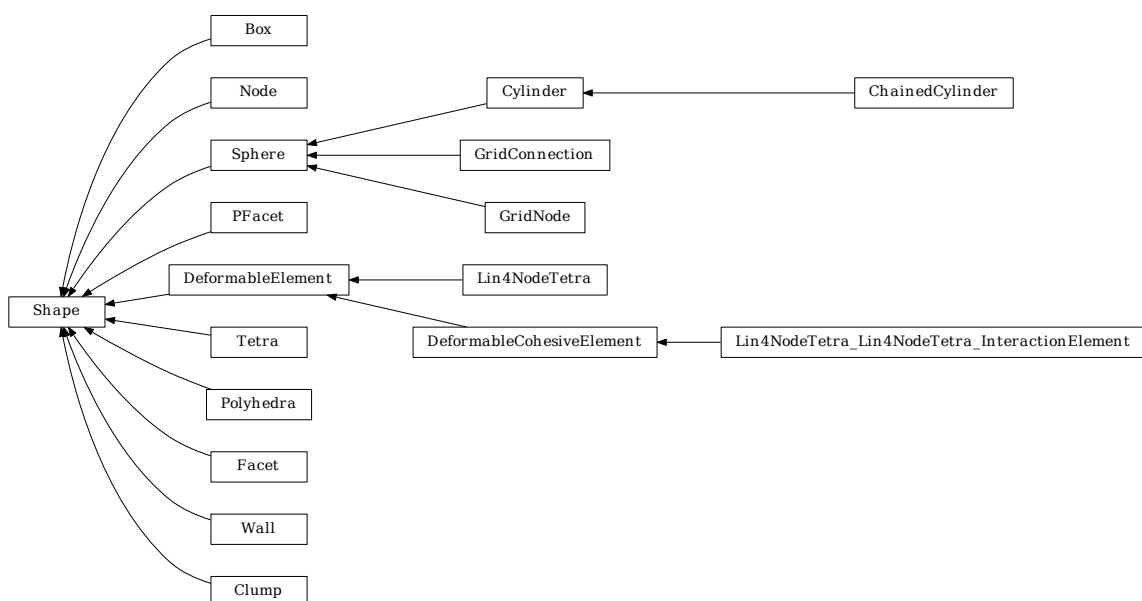 Box
Node
Cylinder
ChainedCylinder
Sphere
GridConnection
PFacet
GridNode
DeformableElement
Lin4NodeTetra
Shape
Tetra
DeformableCohesiveElement
Lin4NodeTetra_Lin4NodeTetra_InteractionElement
Polyhedra
Facet
Wall
Clump